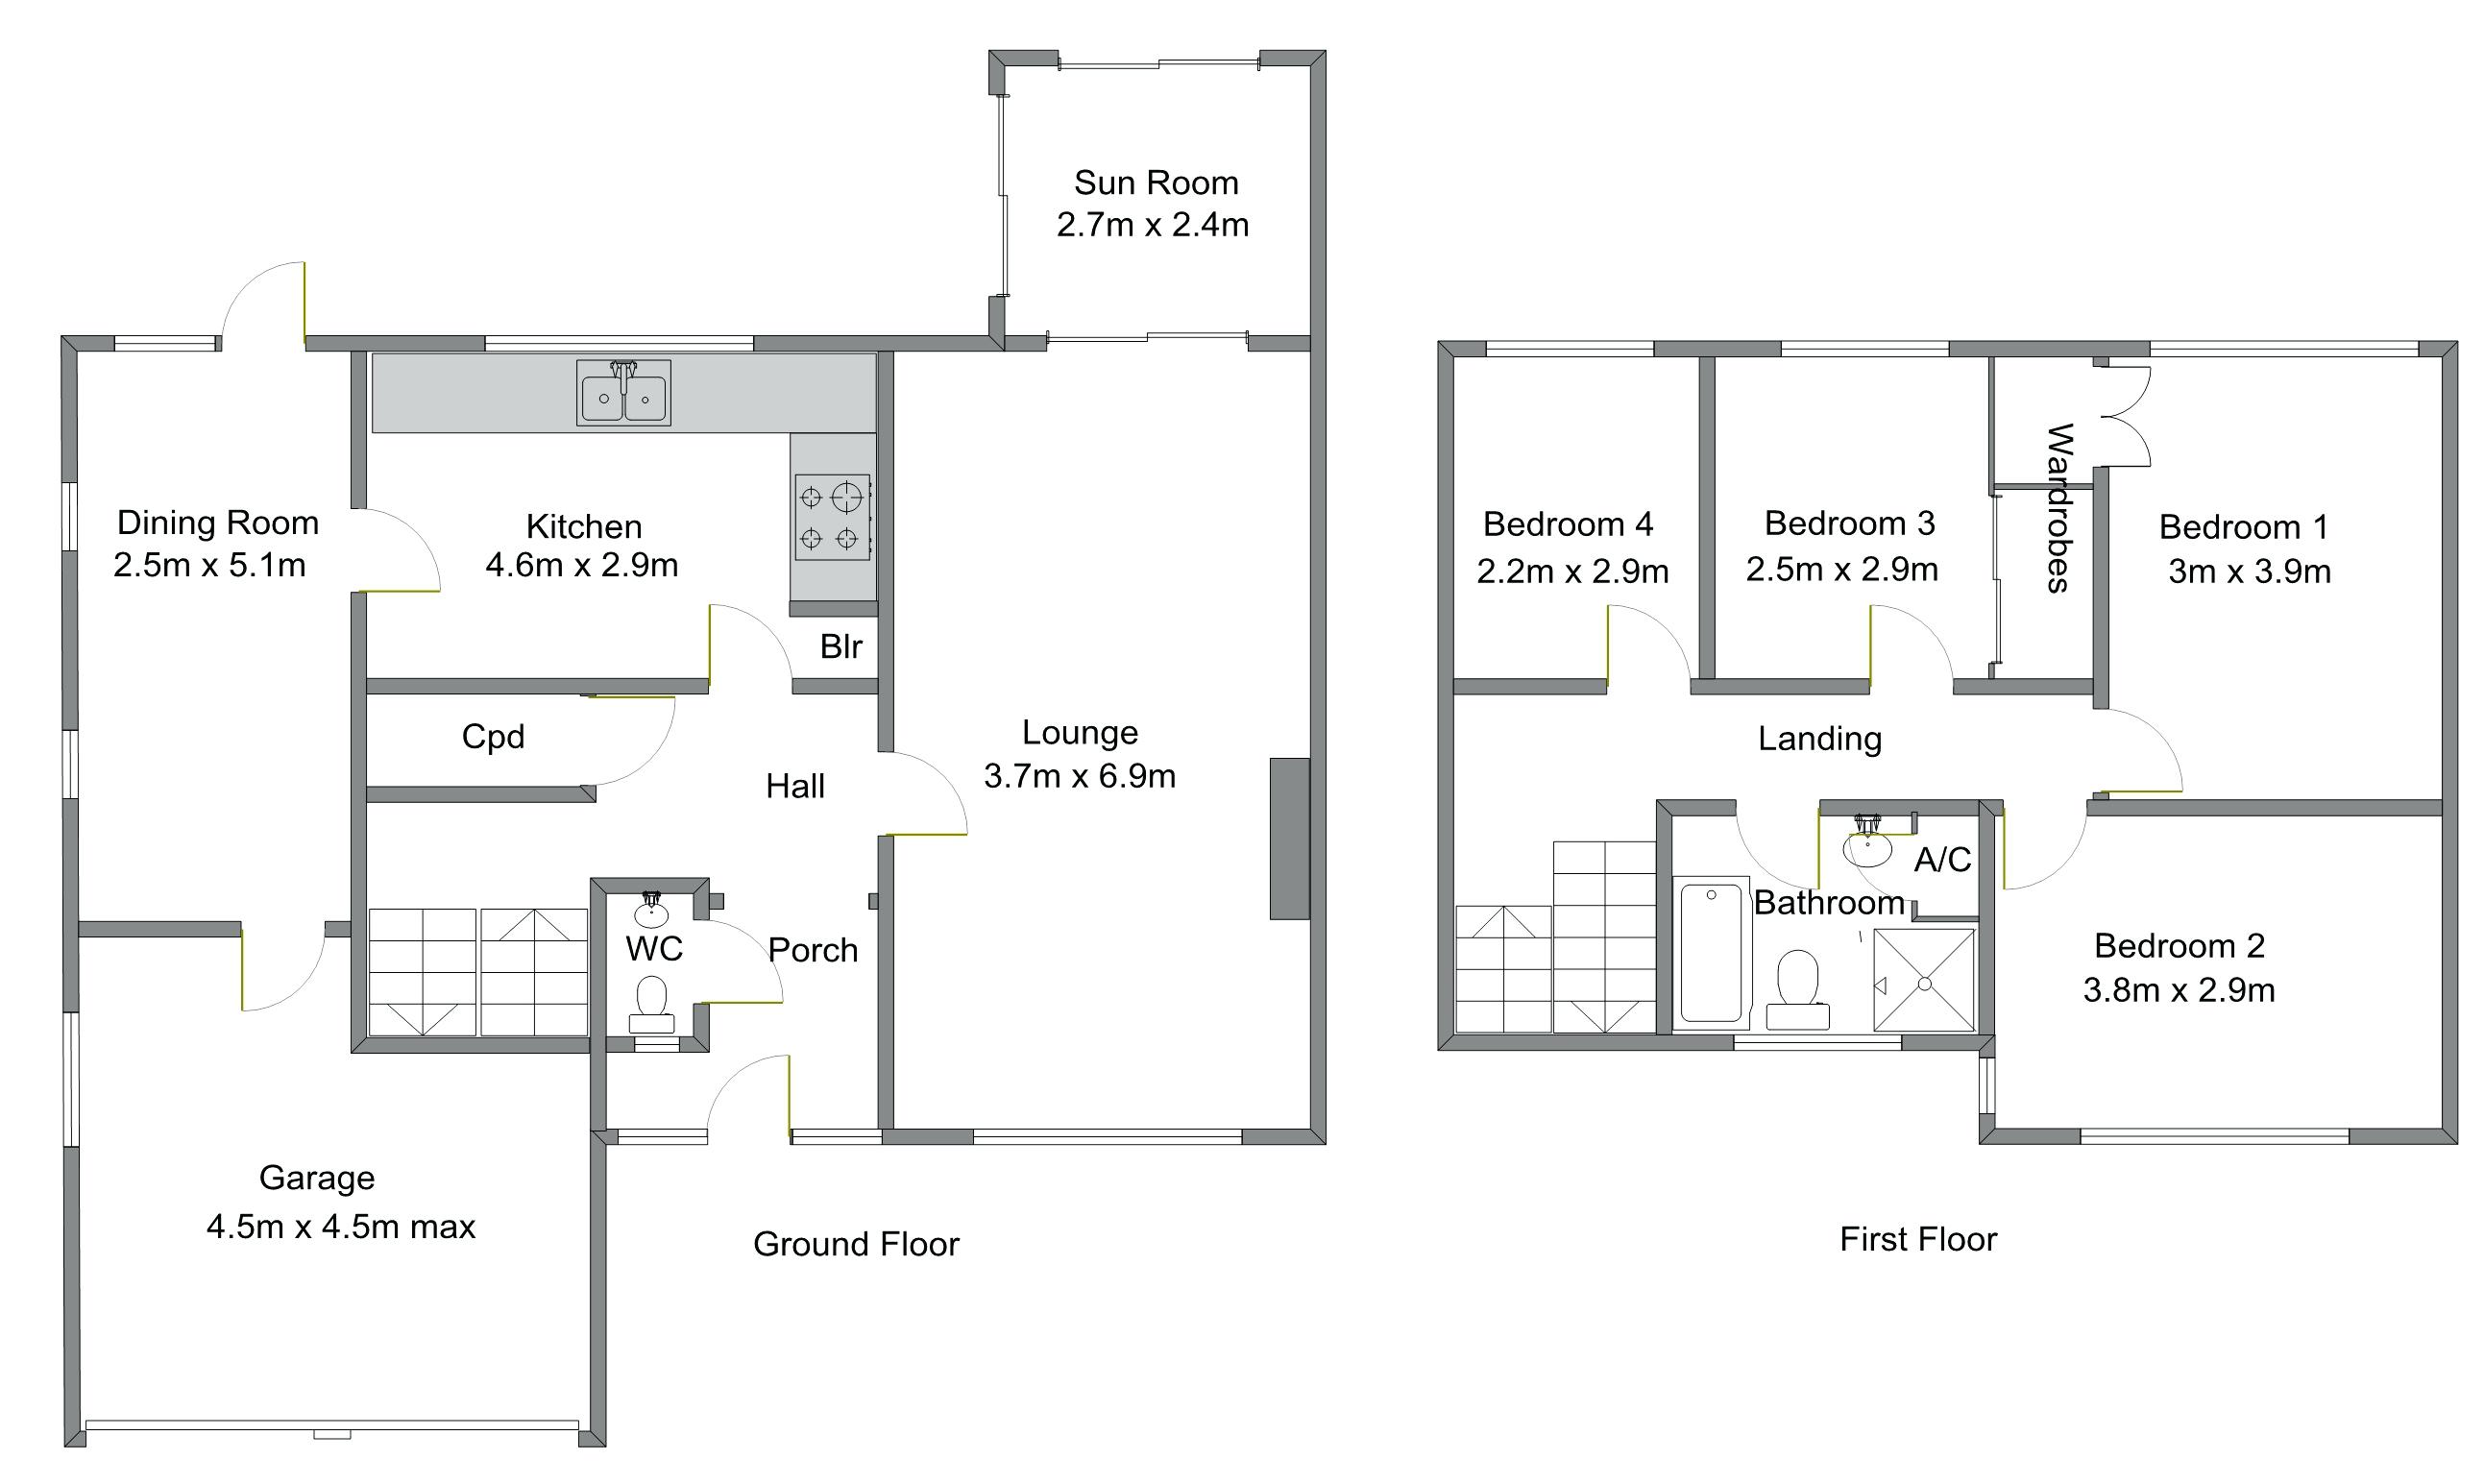 Sun Room
2.7m x 2.4m
Dining Room
2.5m x 5.1m
Kitchen
4.6m x 2.9m
Blr
Cpd
Hall
Lounge
3.7m x 6.9m
WC
Porch
Garage
4.5m x 4.5m max
Ground Floor
Bedroom 4
2.2m x 2.9m
Bedroom 3
2.5m x 2.9m
Wardrobes
Bedroom 1
3m x 3.9m
Landing
A/C
Bathroom
Bedroom 2
3.8m x 2.9m
First Floor